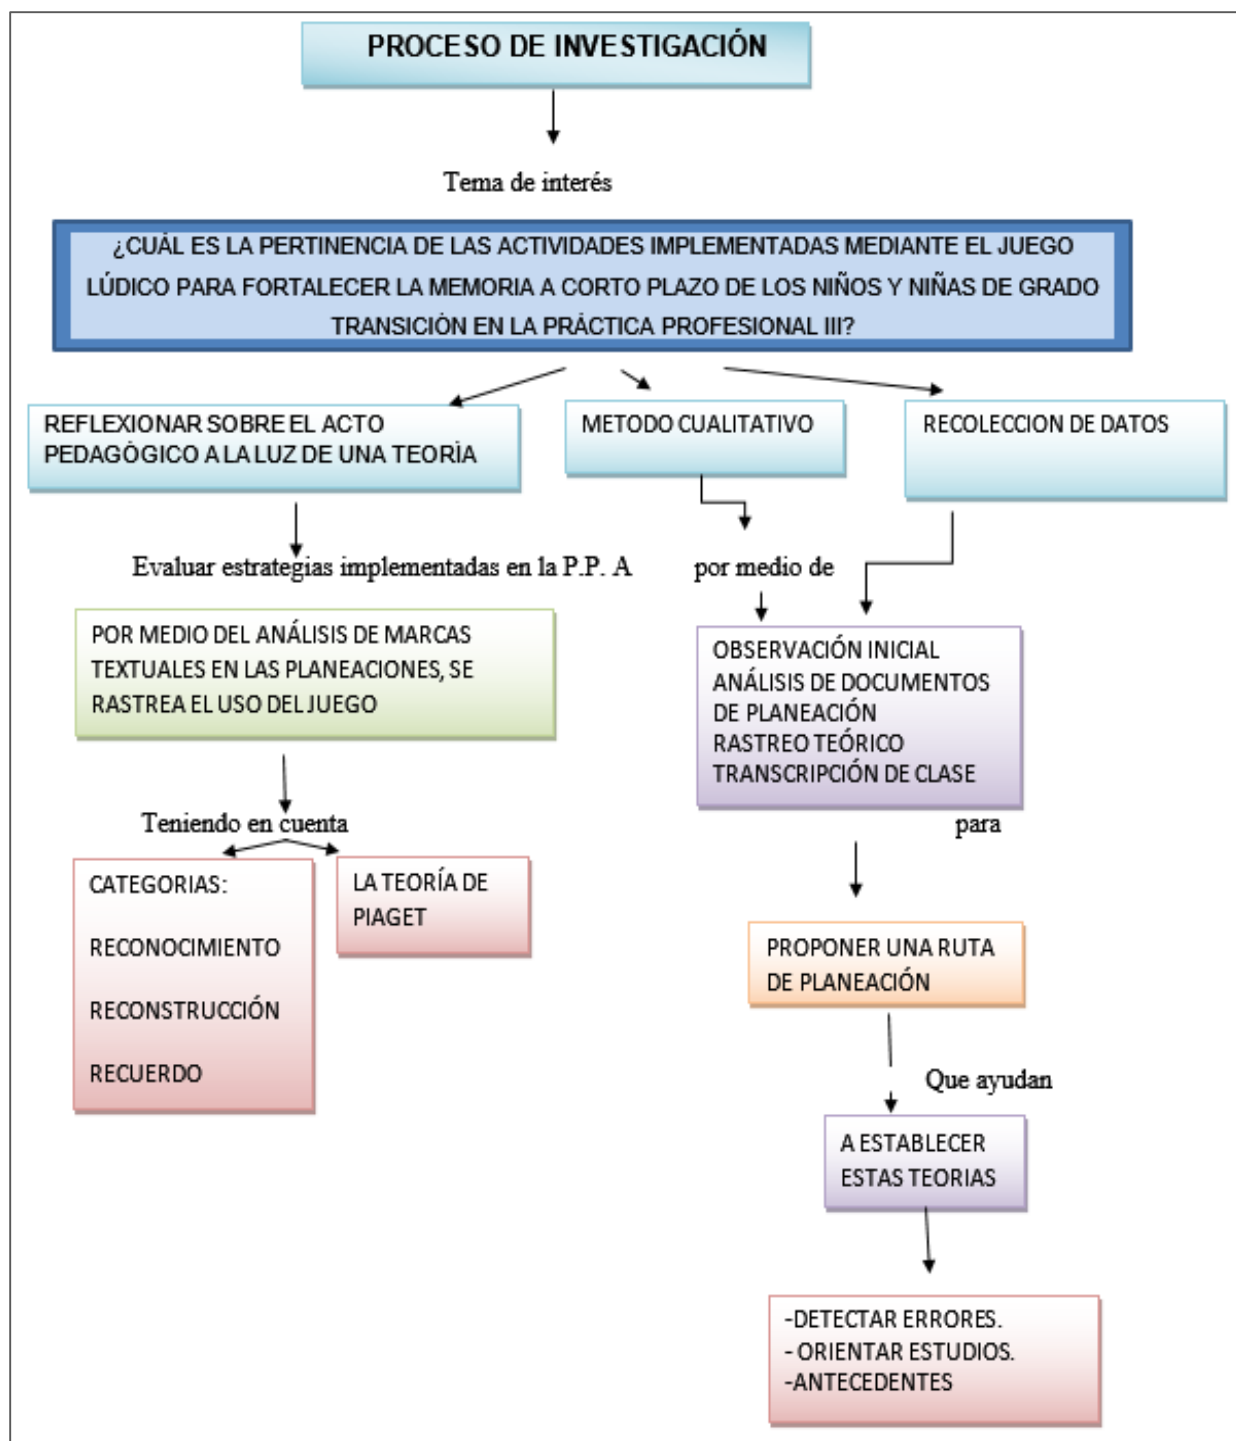 PROCESO DE INVESTIGACIÓN
Tema de interés
¿CUÁL ES LA PERTINENCIA DE LAS ACTIVIDADES IMPLEMENTADAS MEDIANTE EL JUEGO
LÚDICO PARA FORTALECER LA MEMORIA A CORTO PLAZO DE LOS NIÑOS Y NIÑAS DE GRADO
TRANSICIÓN EN LA PRÁCTICA PROFESIONAL III?
REFLEXIONAR SOBRE EL ACTO
PEDAGÓGICO A LA LUZ DE UNA TEORÍA
METODO CUALITATIVO
RECOLECCION DE DATOS
Evaluar estrategias implementadas en la P.P. A
por medio de
POR MEDIO DEL ANÁLISIS DE MARCAS
TEXTUALES EN LAS PLANEACIONES, SE
RASTREA EL USO DEL JUEGO
OBSERVACIÓN INICIAL
ANÁLISIS DE DOCUMENTOS
DE PLANEACIÓN
RASTREO TEÓRICO
TRANSCRIPCIÓN DE CLASE
Teniendo en cuenta
para
CATEGORIAS:
RECONOCIMIENTO
RECONSTRUCCIÓN
RECUERDO
LA TEORÍA DE
PIAGET
PROPONER UNA RUTA
DE PLANEACIÓN
Que ayudan
A ESTABLECER
ESTAS TEORIAS
-DETECTAR ERRORES.
- ORIENTAR ESTUDIOS.
-ANTECEDENTES